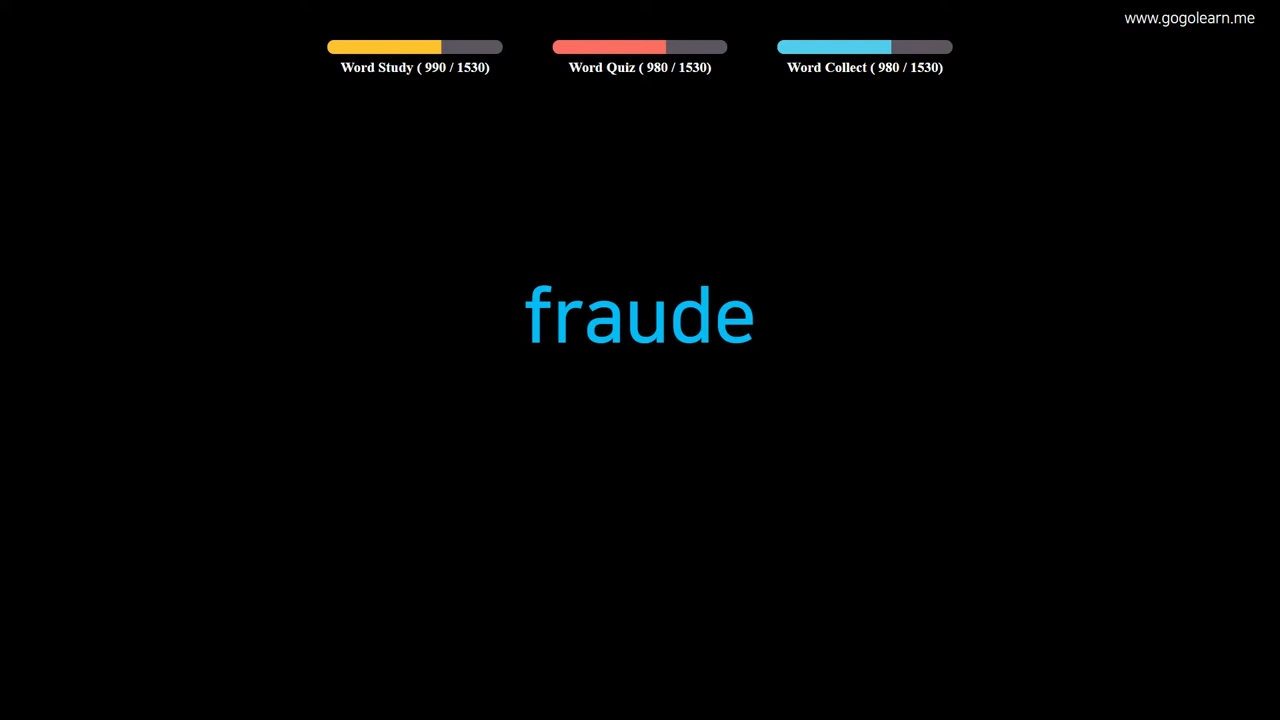 www.gogolearn.me
Word Study ( 990 / 1530)
Word Quiz ( 980 / 1530)
Word Collect ( 980 / 1530)
fraude